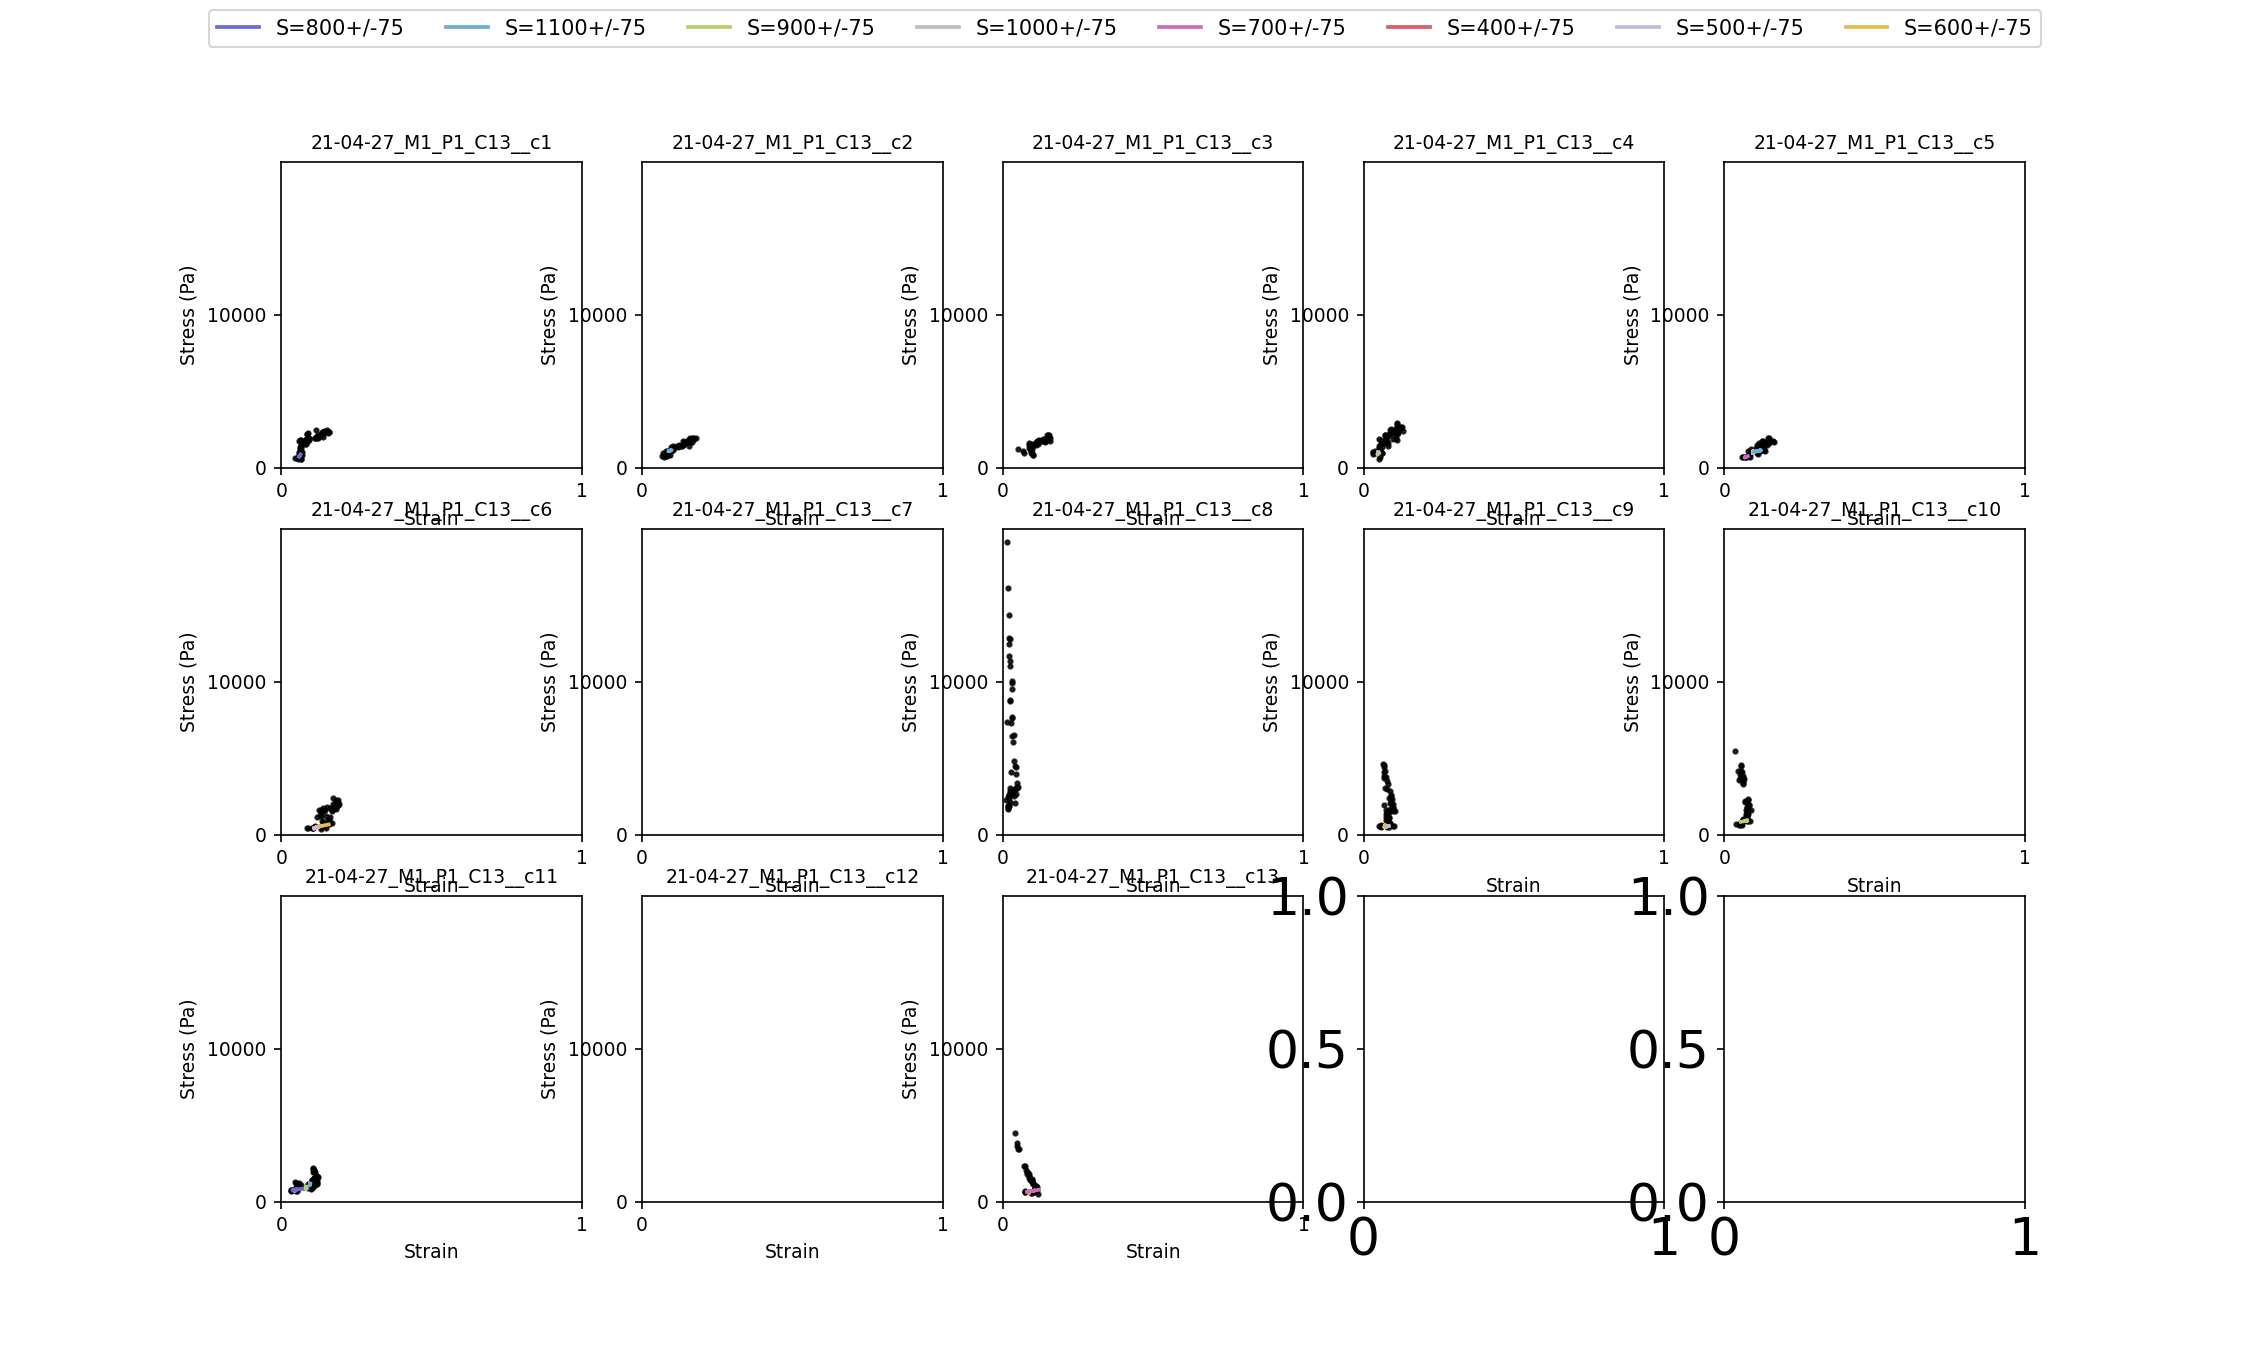 S=800+/-75 S=1100+/-75 S=900+/-75 S=1000+/-75 S=700+/-75 S=400+/-75 S=500+/-75 S=600+/-75
21-04-27_M1_P1_C13__c1 21-04-27_M1_P1_C13__c2 21-04-27_M1_P1_C13__c3 21-04-27_M1_P1_C13__c4 21-04-27_M1_P1_C13__c5
Stress (Pa) Stress (Pa) Stress (Pa) Stress (Pa) Stress (Pa)
10000 10000 10000 10000 10000
0 0 0 0 0
0 1 0 1 0 1 0 1 0 1
Strain Strain Strain Strain Strain
21-04-27_M1_P1_C13__c6 21-04-27_M1_P1_C13__c7 21-04-27_M1_P1_C13__c8 21-04-27_M1_P1_C13__c9 21-04-27_M1_P1_C13__c10
Stress (Pa) Stress (Pa) Stress (Pa) Stress (Pa) Stress (Pa)
10000 10000 10000 10000 10000
0 0 0 0 0
0 1 0 1 0 1 0 1 0 1
Strain Strain Strain Strain Strain
21-04-27_M1_P1_C13__c11 21-04-27_M1_P1_C13__c12 21-04-27_M1_P1_C13__c13
1.0 1.0
Stress (Pa) Stress (Pa) Stress (Pa)
10000 10000 10000 0.5 0.5
0 0 0 0.0 0.0
0 1 0 1 0 1 0 1 0 1
Strain Strain Strain